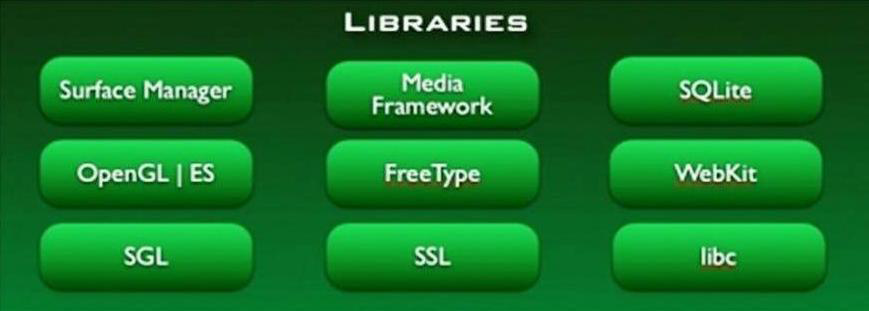 LIBRARIES
Surface Manager
Media
Framework
SQLite
OpenGL | ES
FreeType
WebKit
SGL
SSL
libc